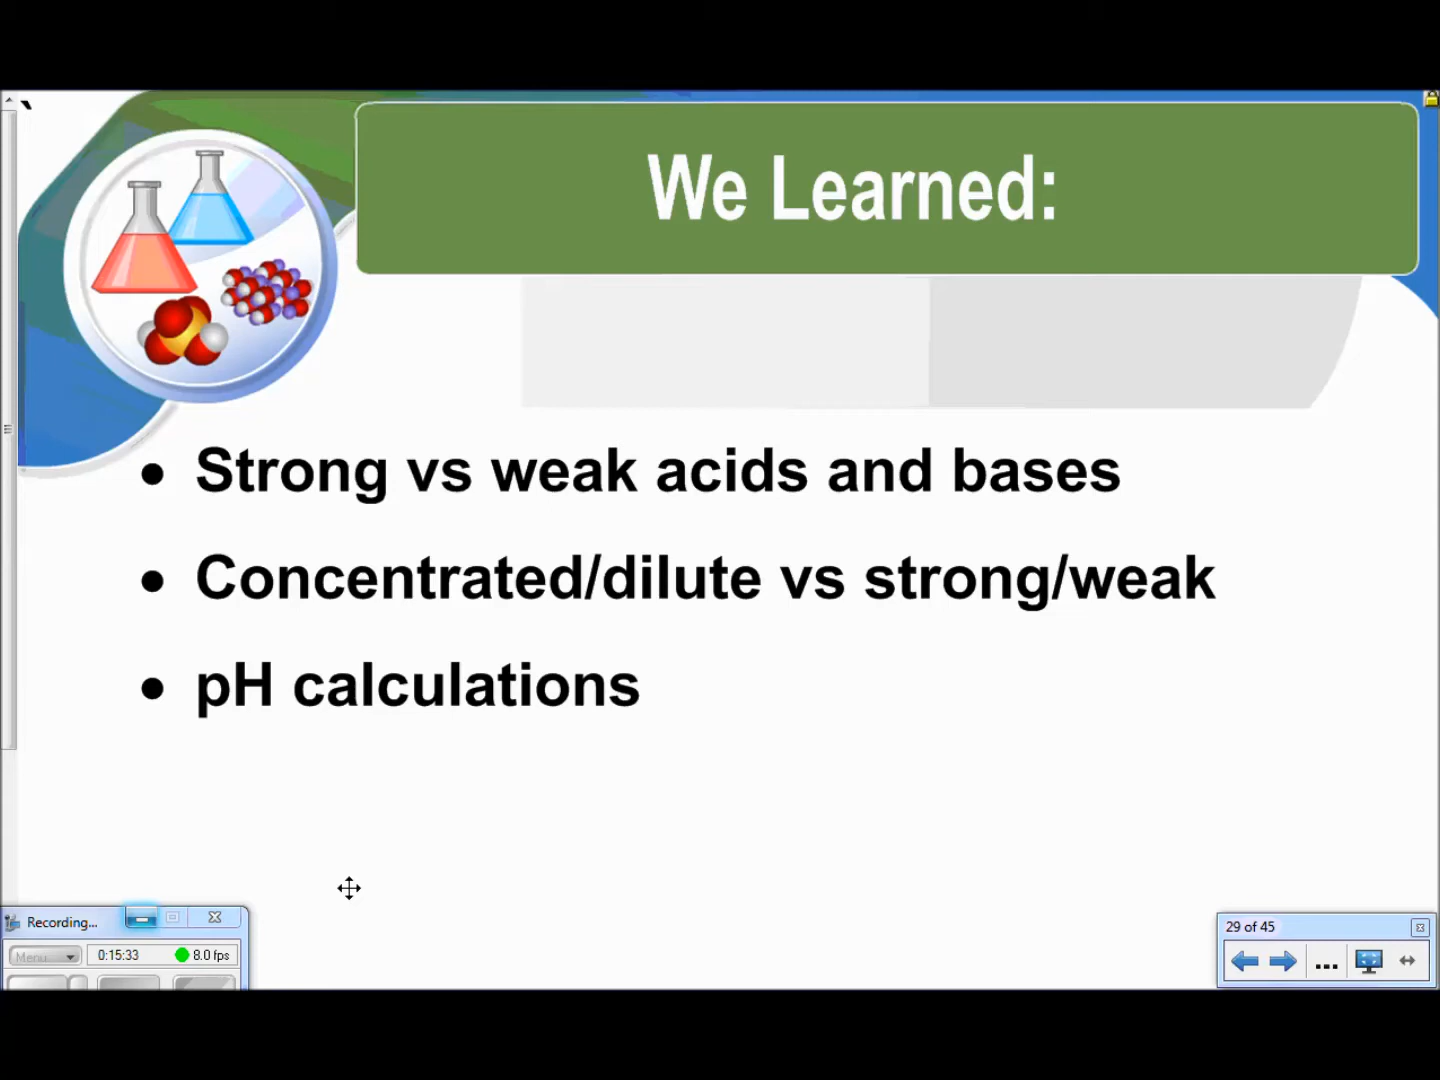 We Learned:
• Strong vs weak acids and bases
• Concentrated/dilute vs strong/weak
• pH calculations
Recording...
Menu
0:15:33
8.0 fps
29 of 45
...